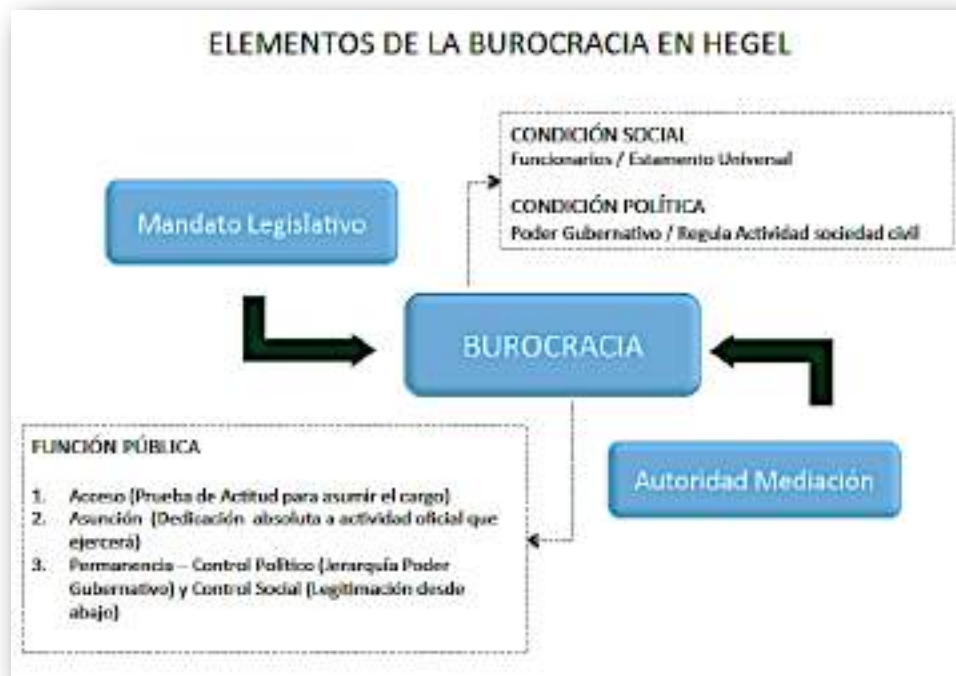 ELEMENTOS DE LA BUROCRACIA EN HEGEL
CONDICIÓN SOCIAL
Funcionarios / Estamento Universal
CONDICIÓN POLÍTICA
Poder Gubernativo / Regula Actividad sociedad civil
Mandato Legislativo
BUROCRACIA
Autoridad Mediación
FUNCIÓN PÚBLICA
1. Acceso (Prueba de Actitud para asumir el cargo)
2. Asunción (Dedicación absoluta a actividad oficial que
ejercerá)
3. Permanencia – Control Político (Jerarquía Poder
Gubernativo) y Control Social (Legitimación desde
abajo)